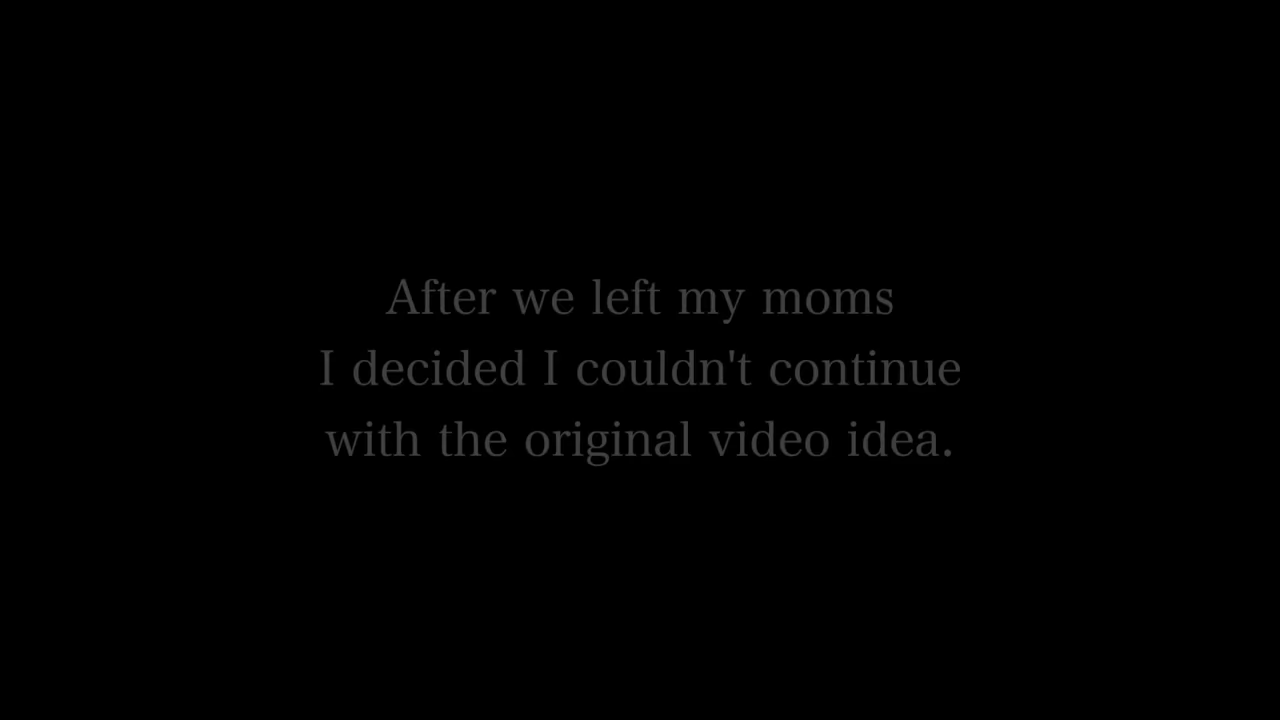 After we left my moms
I decided I couldn't continue
with the original video idea.